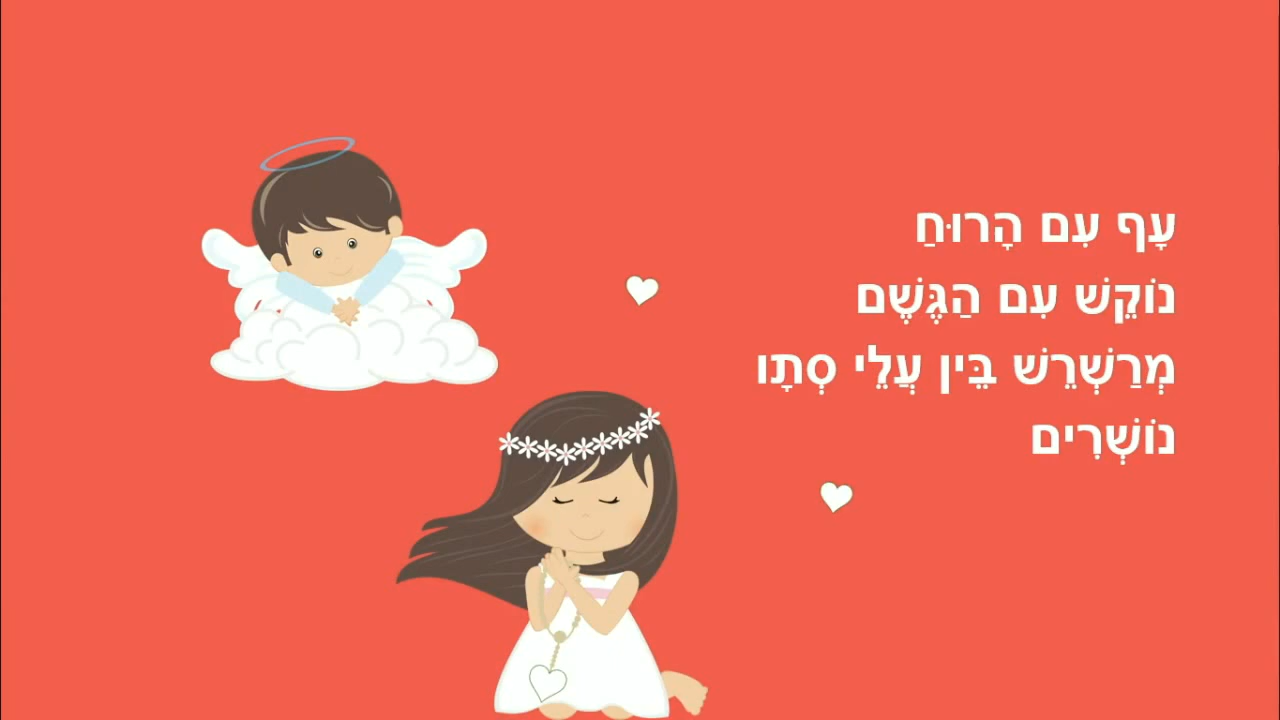 עָף עִם הָרוּחַ
נוֹקֵשׁ עִם הַגֶּשֶׁם
מְרַשְׁרֵשׁ בֵּין עֲלֵי סְתָו
נוֹשְׁרִים